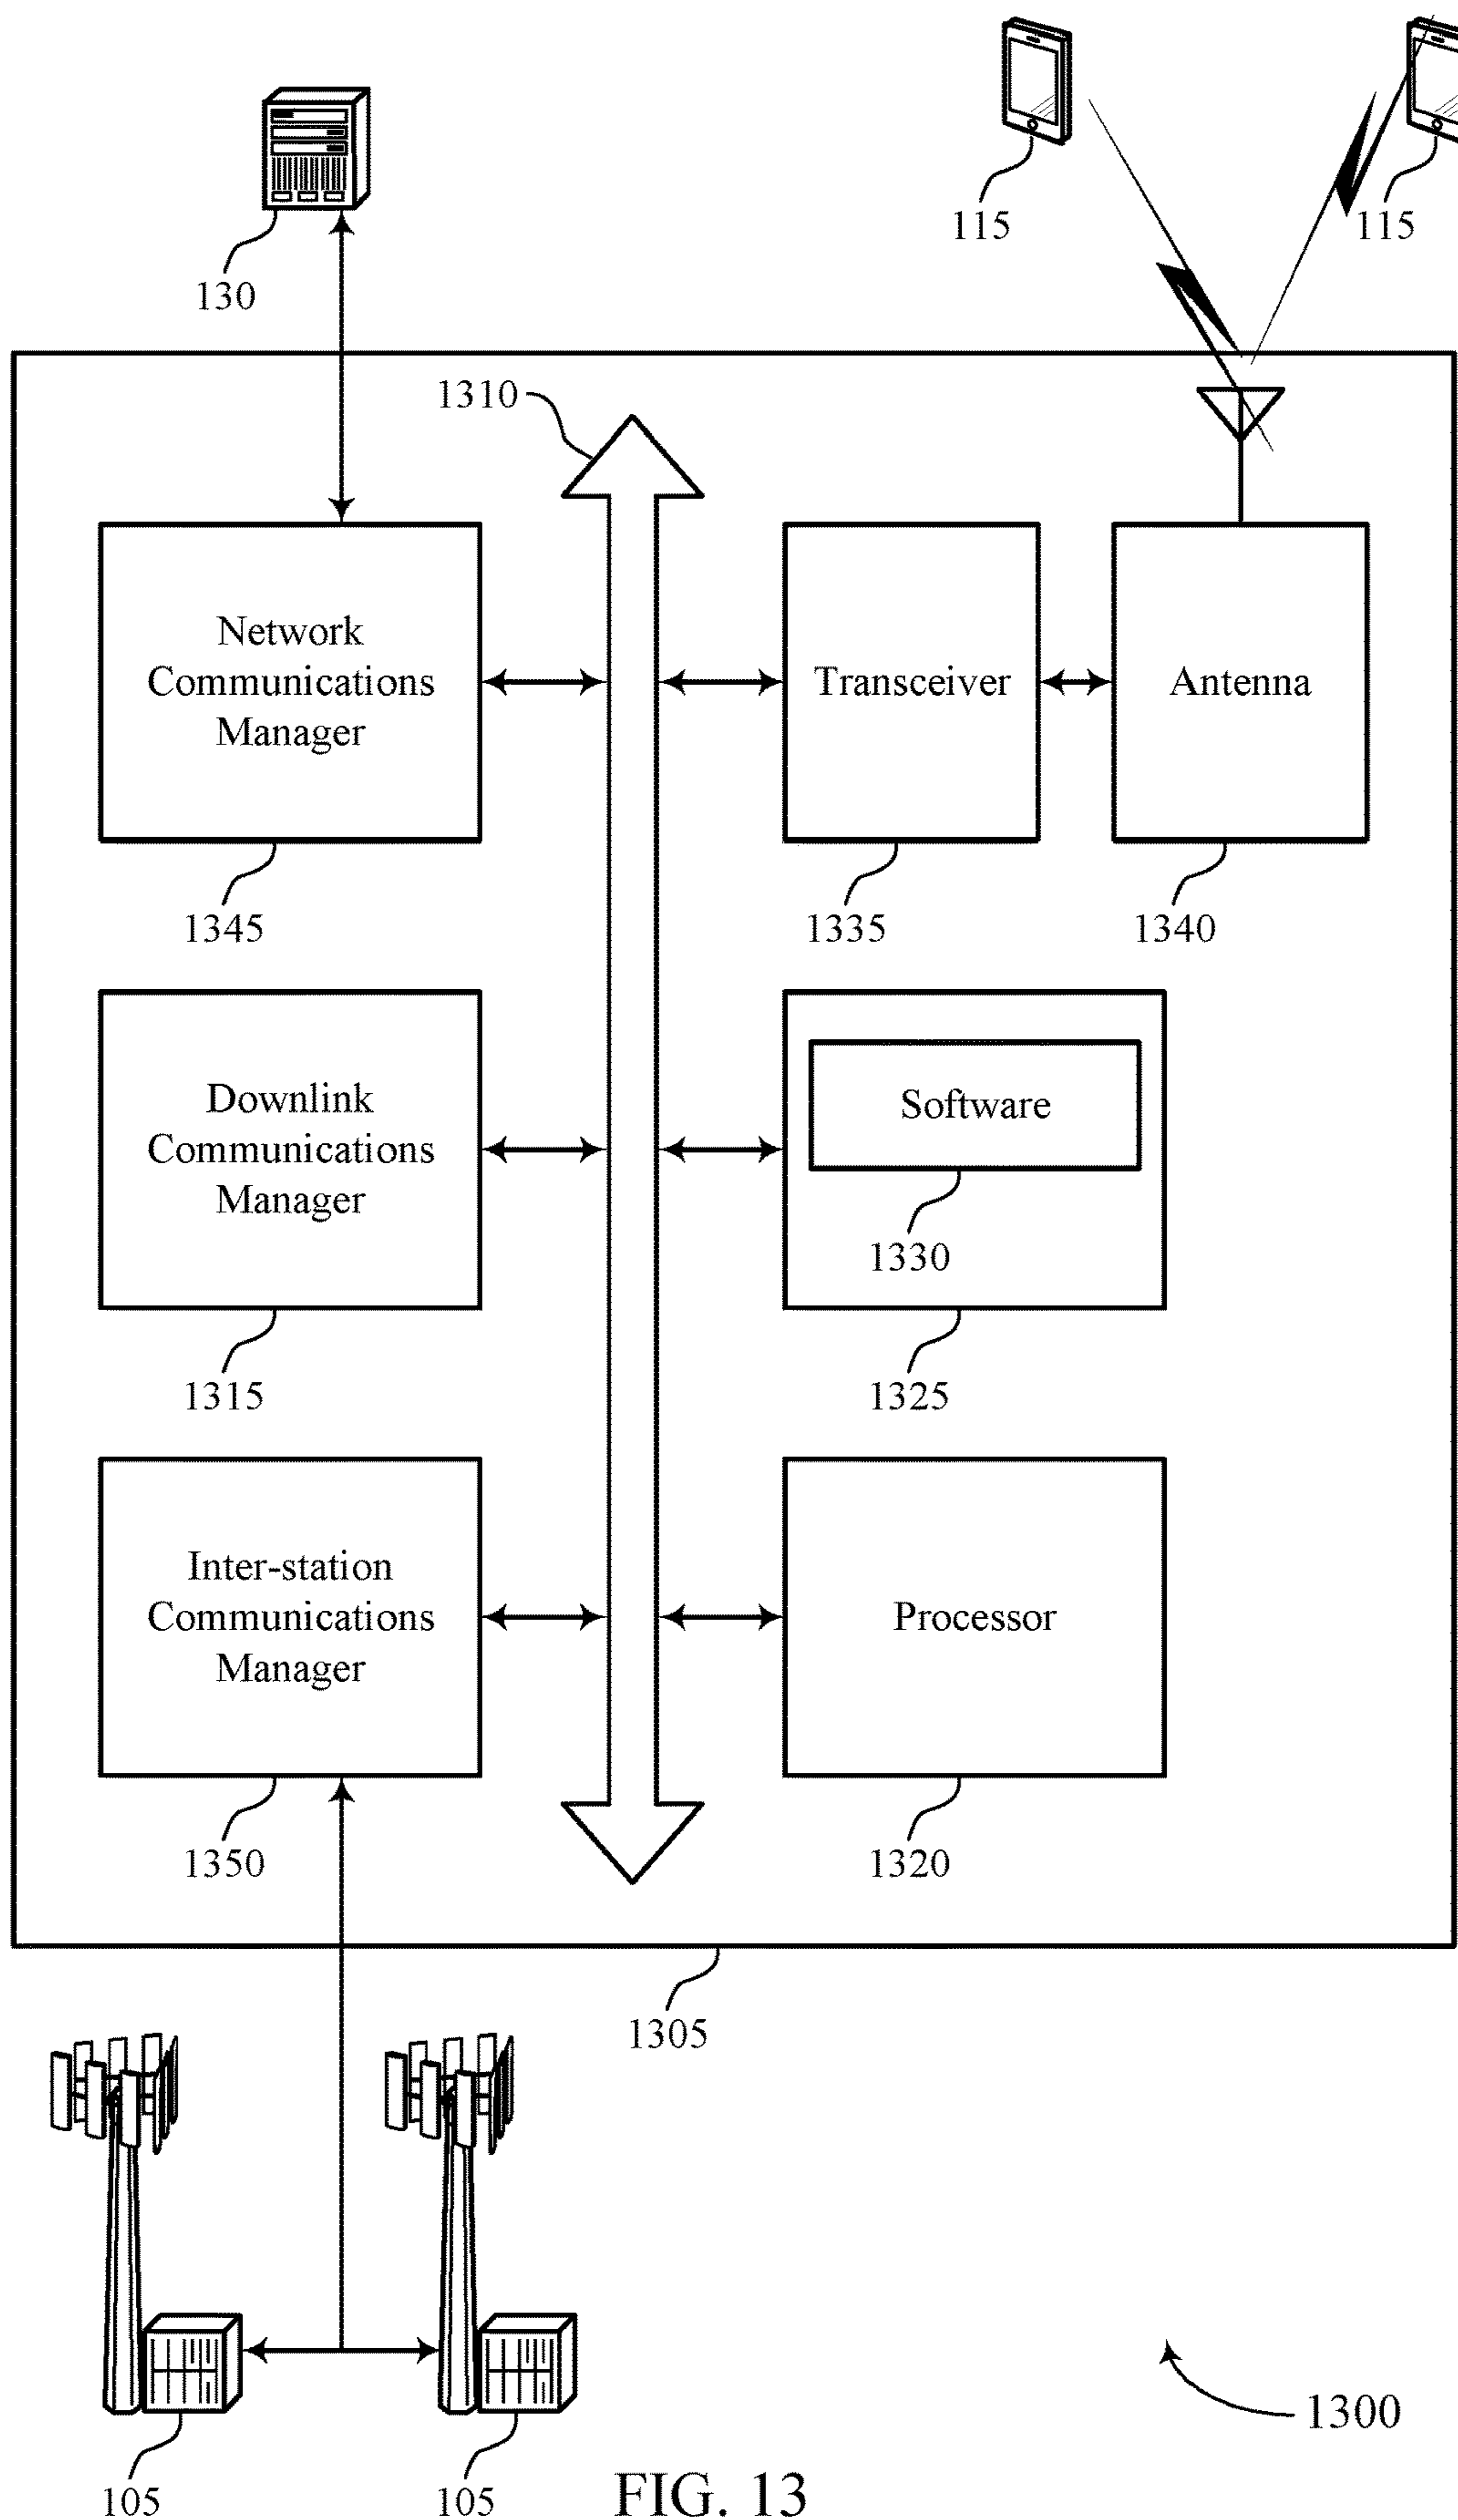 115
115
130
1310
Network
Communications
Manager
Transceiver
Antenna
1345
1335
1340
Downlink
Communications
Manager
Software
1330
1315
1325
Inter-station
Communications
Manager
Processor
1350
1320
1305
1300
105
105
FIG. 13